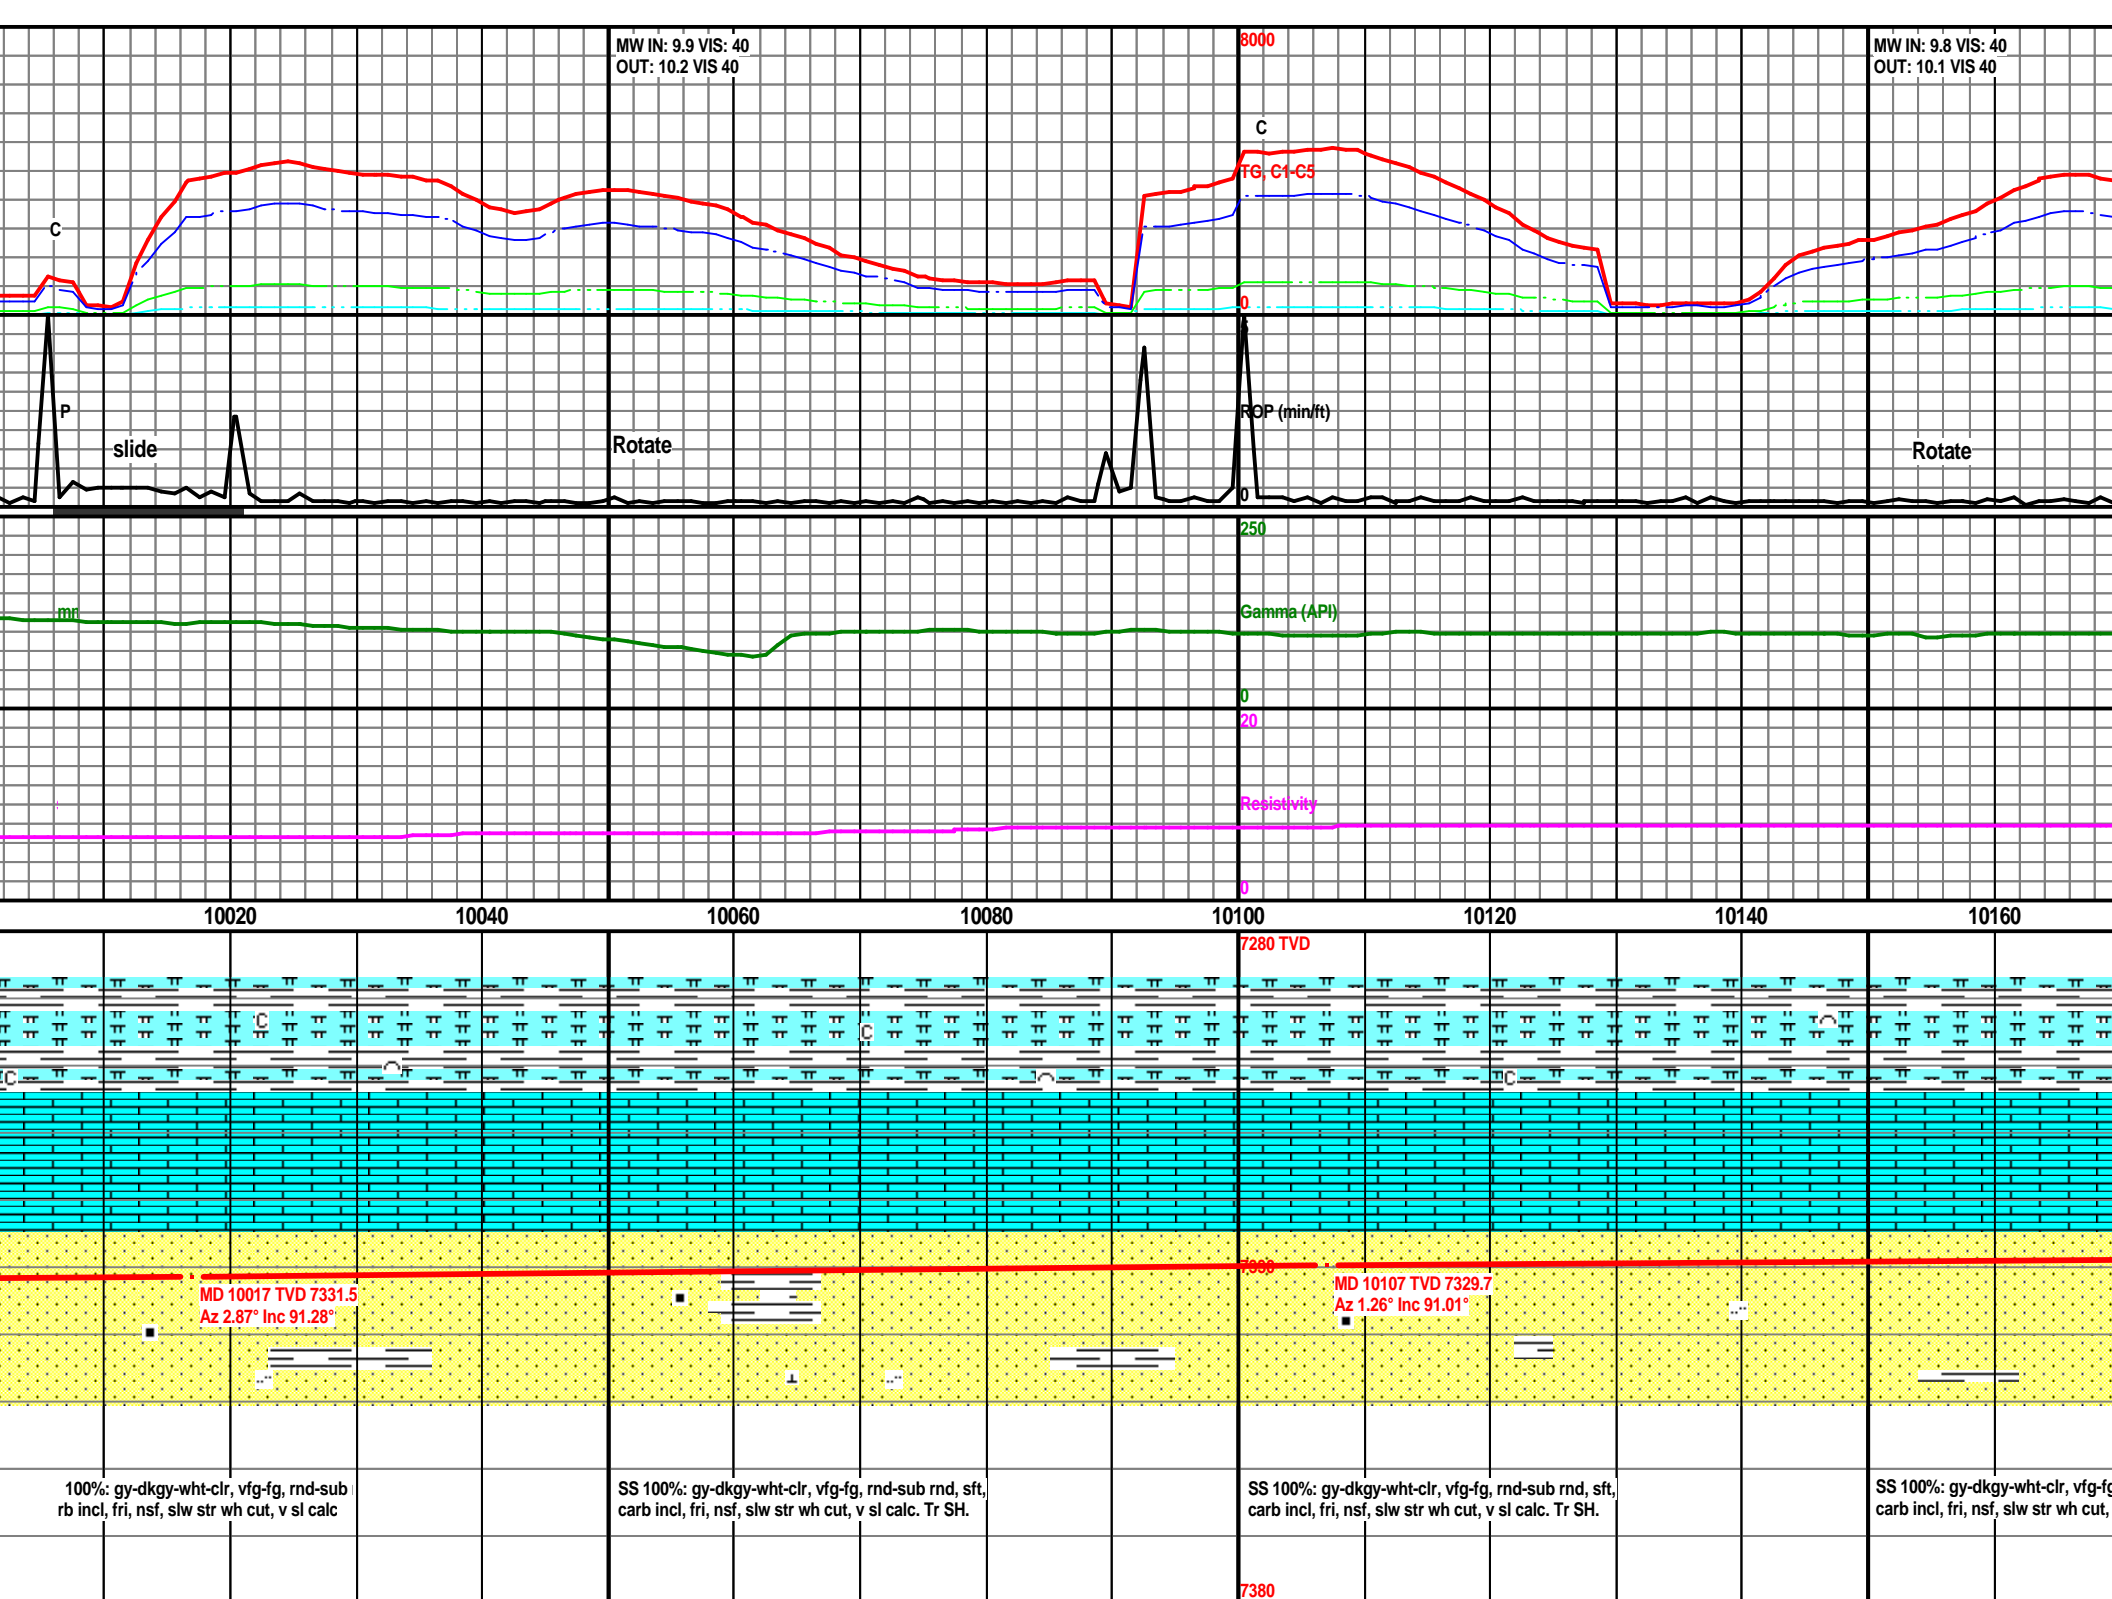 MW IN: 9.9 VIS: 40
OUT: 10.2 VIS 40
8000
MW IN: 9.8 VIS: 40
OUT: 10.1 VIS 40
C
C
TG, C1-C5
0
P
slide
Rotate
ROP (min/ft)
Rotate
0
250
Gamma (API)
0
20
Resistivity
0
10020 10040 10060 10080 10100 10120 10140 10160
7280 TVD
C
C
C
C
7330
MD 10017 TVD 7331.5
Az 2.87° Inc 91.28°
MD 10107 TVD 7329.7
Az 1.26° Inc 91.01°
100%: gy-dkgy-wht-clr, vfg-fg, rnd-sub
rb incl, fri, nsf, slw str wh cut, v sl calc
SS 100%: gy-dkgy-wht-clr, vfg-fg, rnd-sub rnd, sft,
carb incl, fri, nsf, slw str wh cut, v sl calc. Tr SH.
SS 100%: gy-dkgy-wht-clr, vfg-fg, rnd-sub rnd, sft,
carb incl, fri, nsf, slw str wh cut, v sl calc. Tr SH.
SS 100%: gy-dkgy-wht-clr, vfg-fg
carb incl, fri, nsf, slw str wh cut,
7380